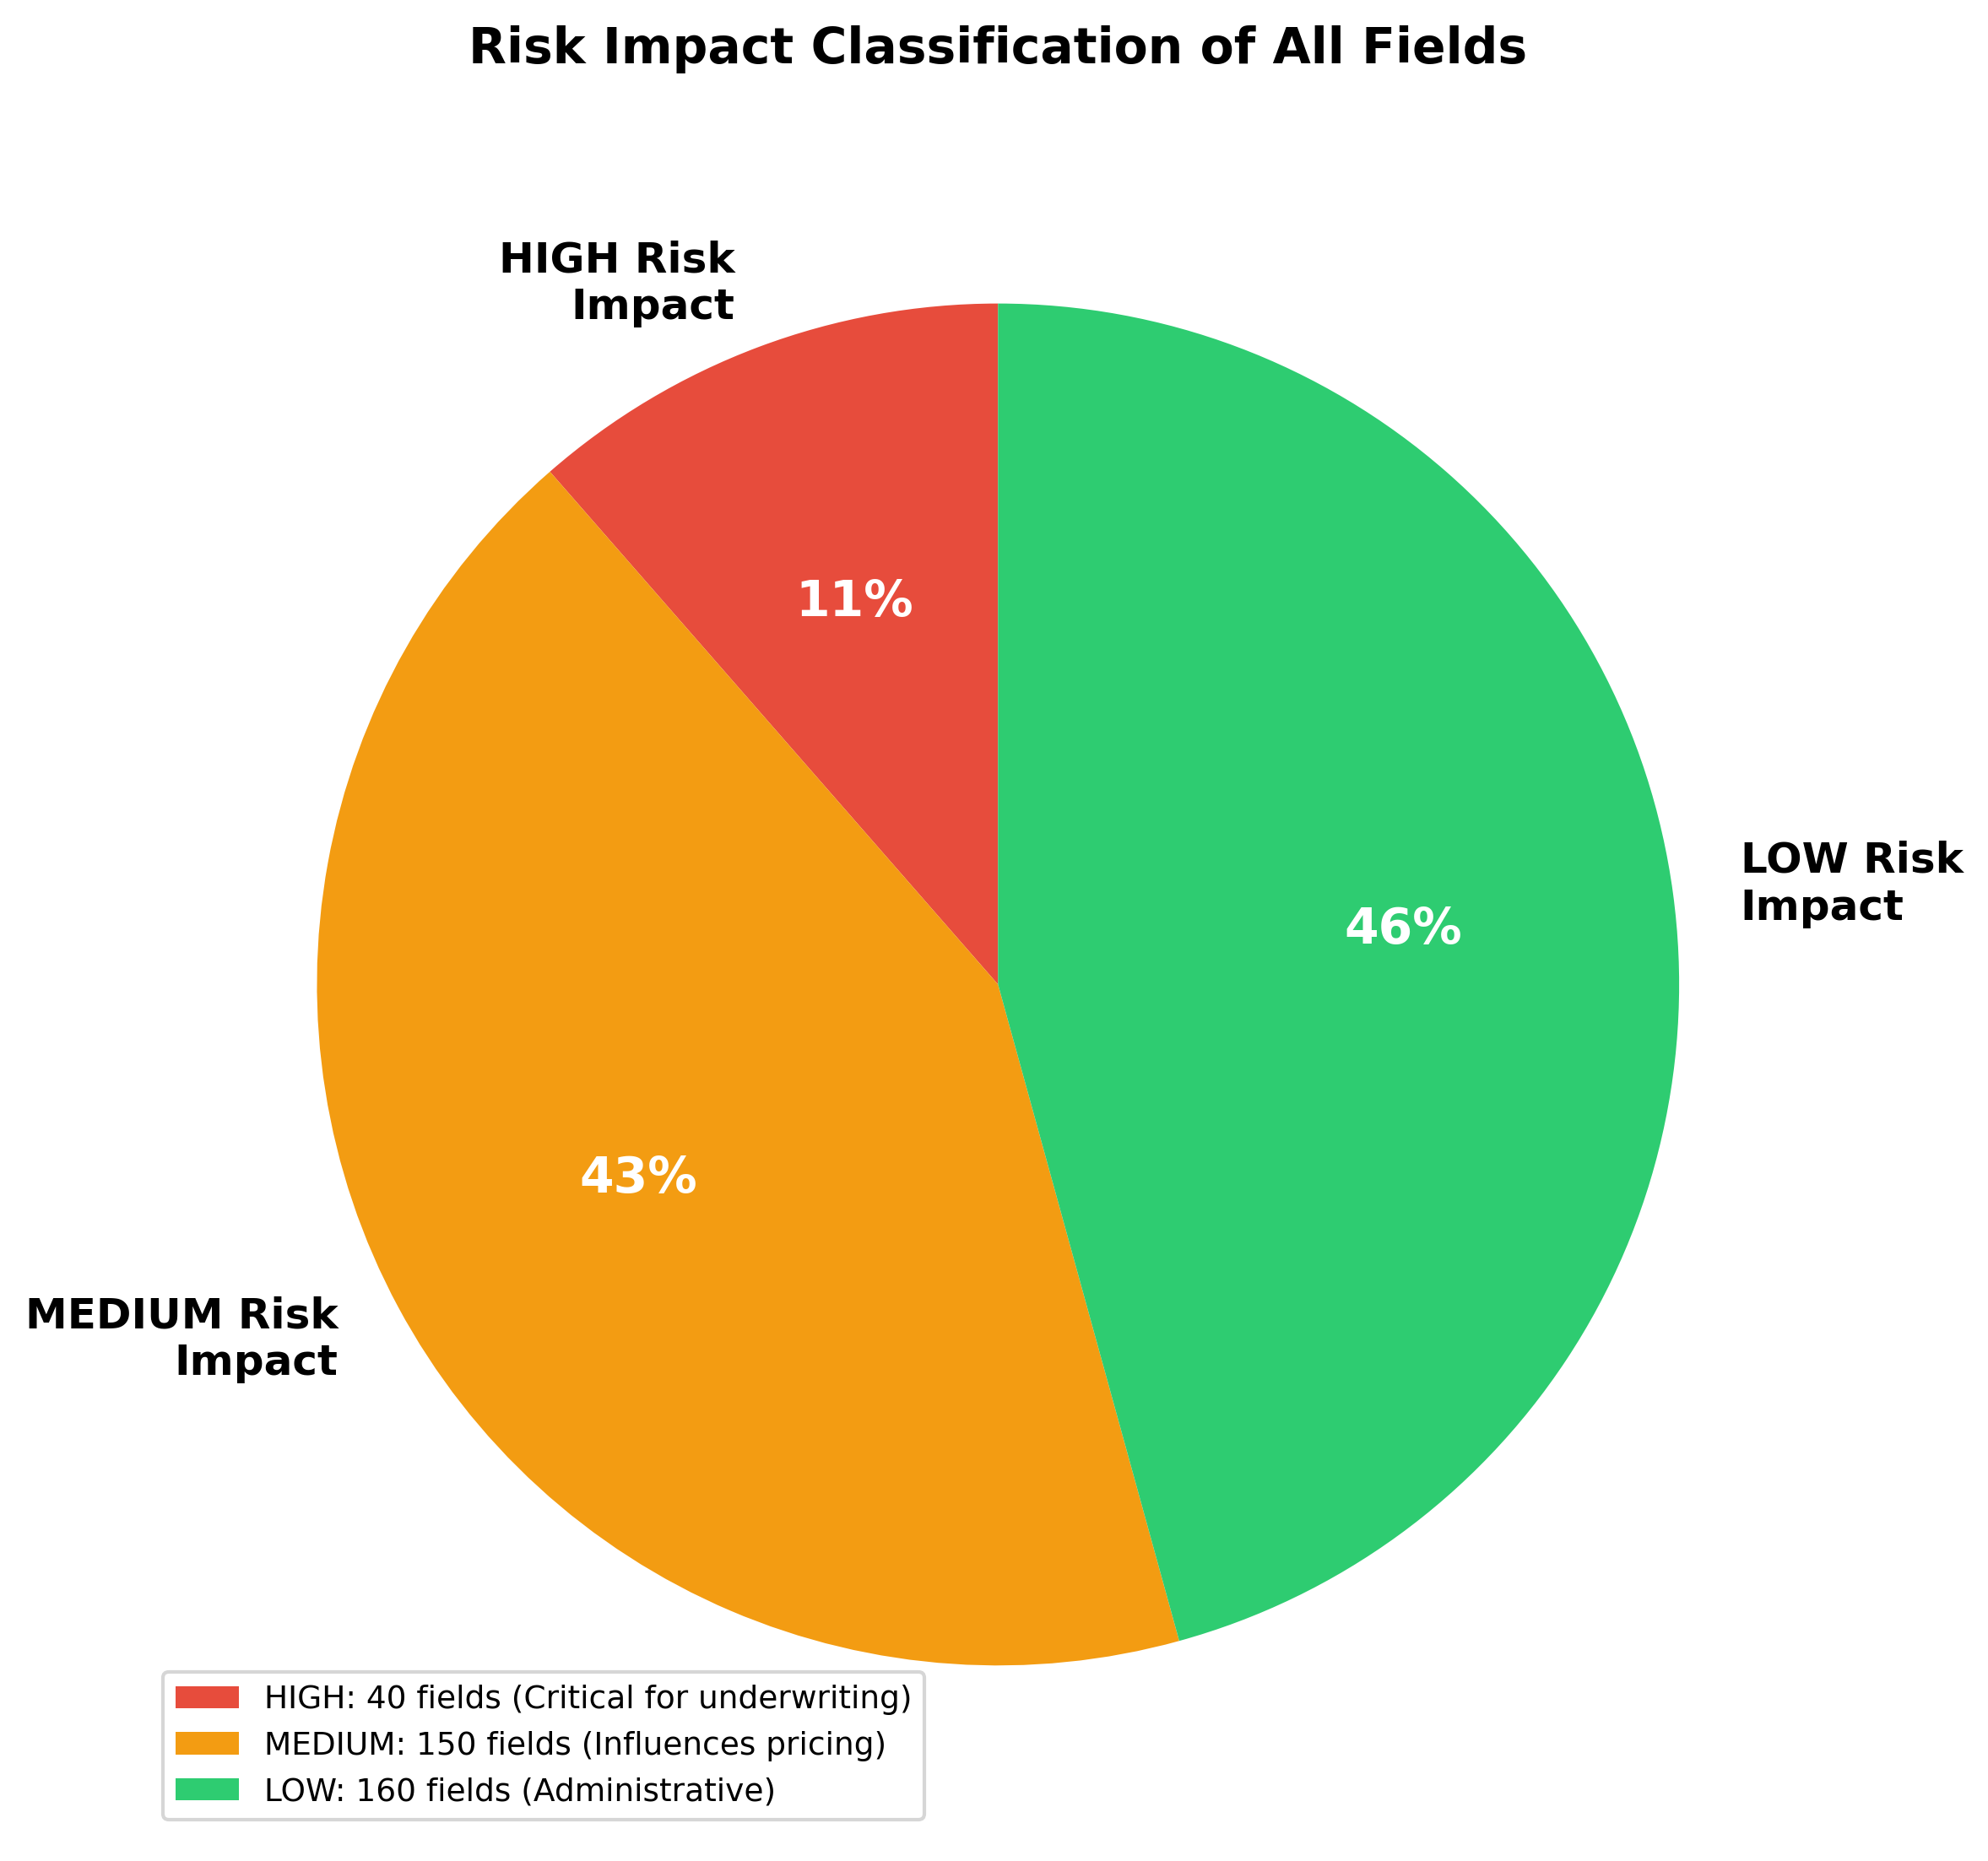 Risk Impact Classification of All Fields
HIGH Risk
Impact
11%
LOW Risk
Impact
46%
43%
MEDIUM Risk
Impact
HIGH: 40 fields (Critical for underwriting)
MEDIUM: 150 fields (Influences pricing)
LOW: 160 fields (Administrative)